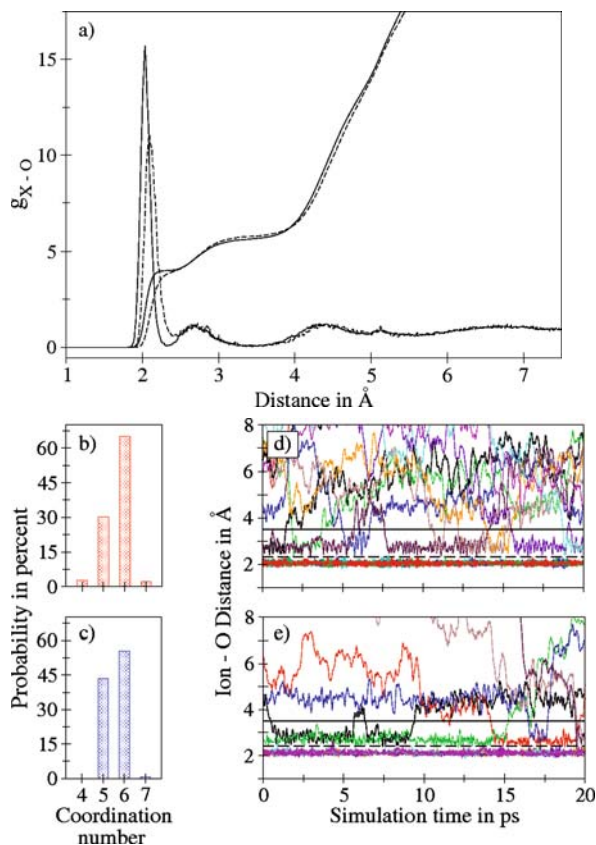 a)
15
10
5
0
g X - O
1 2 3 4 5 6 7
Distance in Å
b)
60
45
30
15
0
c)
60
45
30
15
0
Probability in percent
4 5 6 7
Coordination
number
d)
8
6
4
2
e)
8
6
4
2
Ion - O Distance in Å
0 5 10 15 20
Simulation time in ps